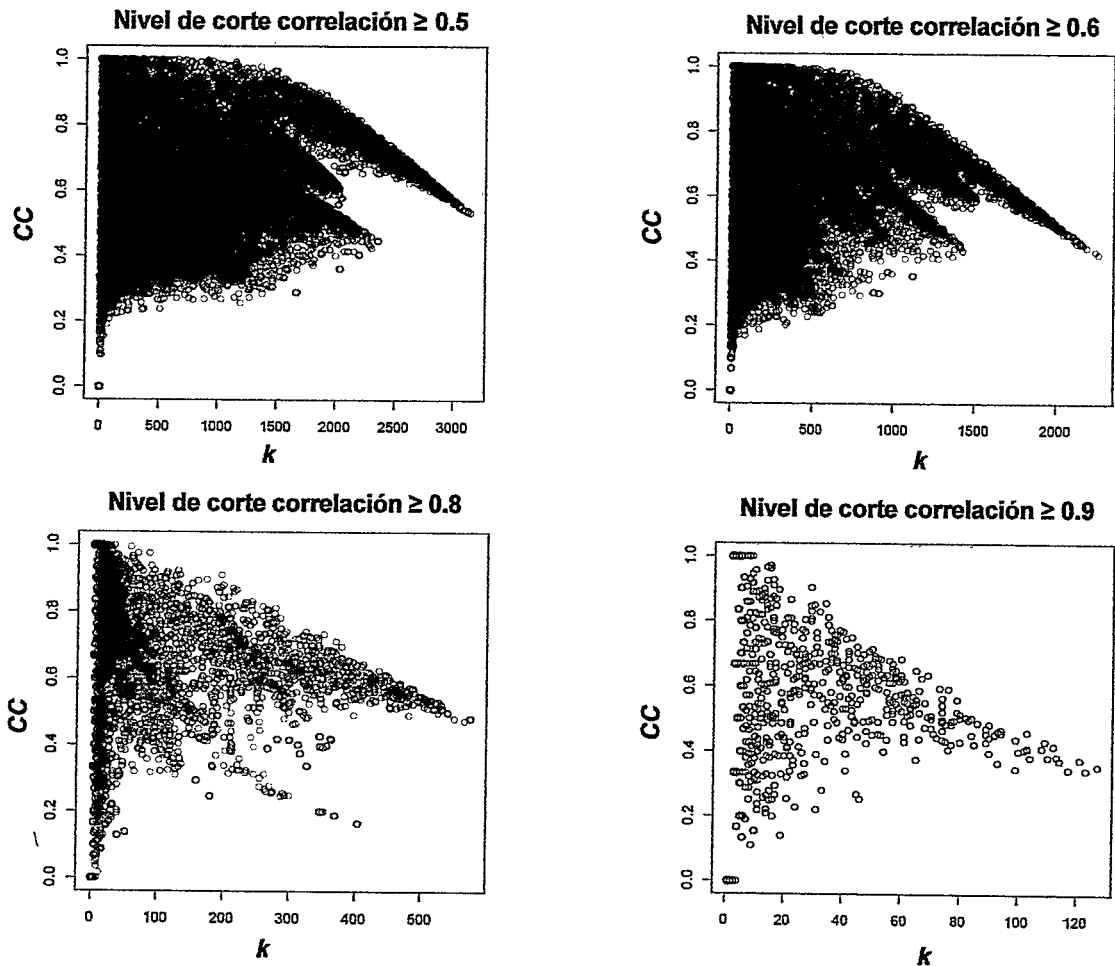 Nivel de corte correlación ≥ 0.5
CC
0.0 0.2 0.4 0.6 0.8 1.0
0 500 1000 1500 2000 2500 3000
k
Nivel de corte correlación ≥ 0.6
CC
0.0 0.2 0.4 0.6 0.8 1.0
0 500 1000 1500 2000
k
Nivel de corte correlación ≥ 0.8
CC
0.0 0.2 0.4 0.6 0.8 1.0
0 100 200 300 400 500
k
Nivel de corte correlación ≥ 0.9
CC
0.0 0.2 0.4 0.6 0.8 1.0
0 20 40 60 80 100 120
k